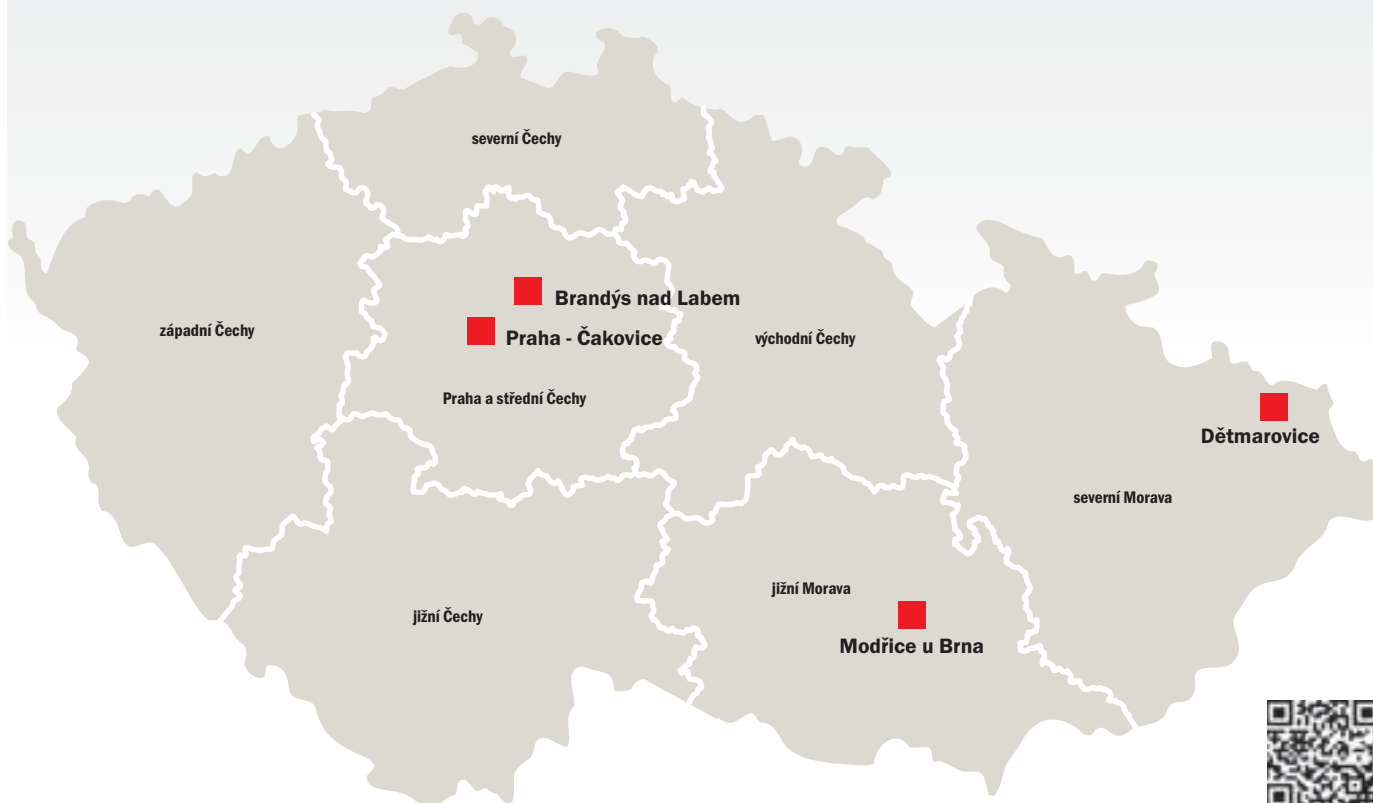 severní Čechy
Brandýs nad Labem
západní Čechy
Praha - Čakovice
východní Čechy
Praha a střední Čechy
Dětmarovice
severní Morava
jižní Morava
jižní Čechy
Modřice u Brna